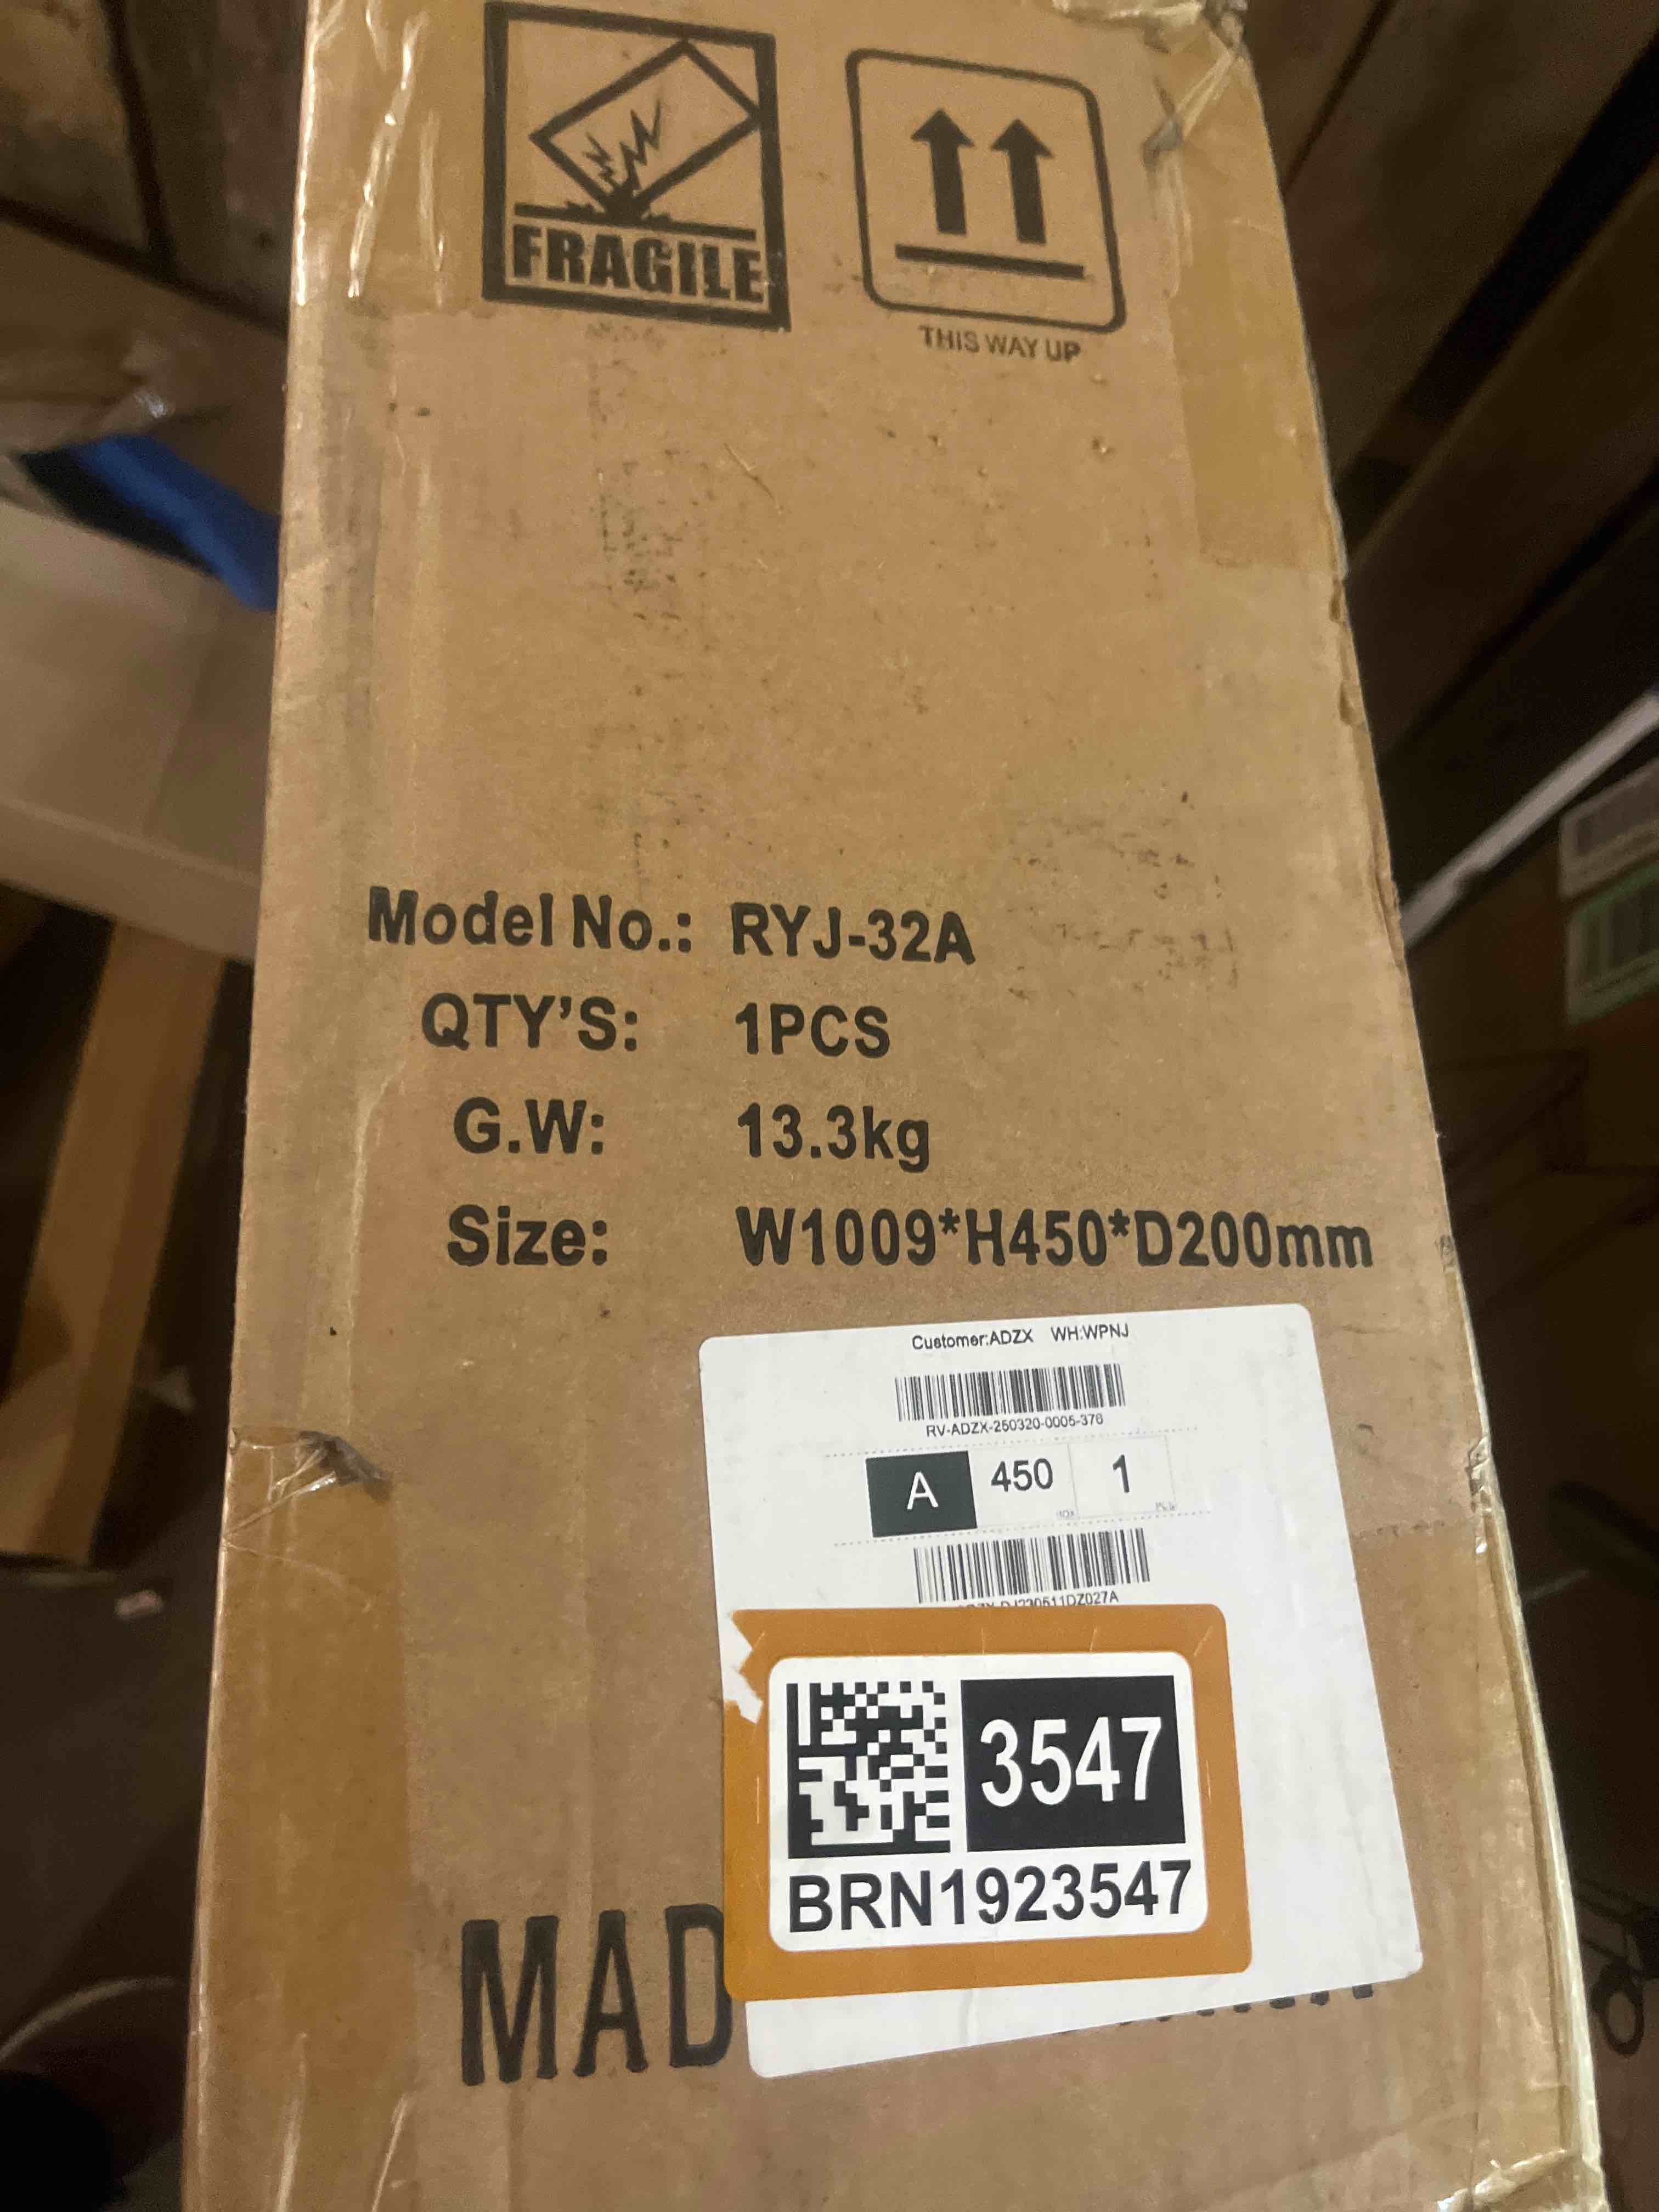 FRAGILE
THIS WAY UP
Model No.: RYJ-32A
QTY'S: 1PCS
G.W: 13.3kg
Size: W1009*H450*D200mm
Customer:ADZX WH:WPNJ
RV-ADZX-250320-0005-376
A 450 1
3547
BRN1923547
MAD